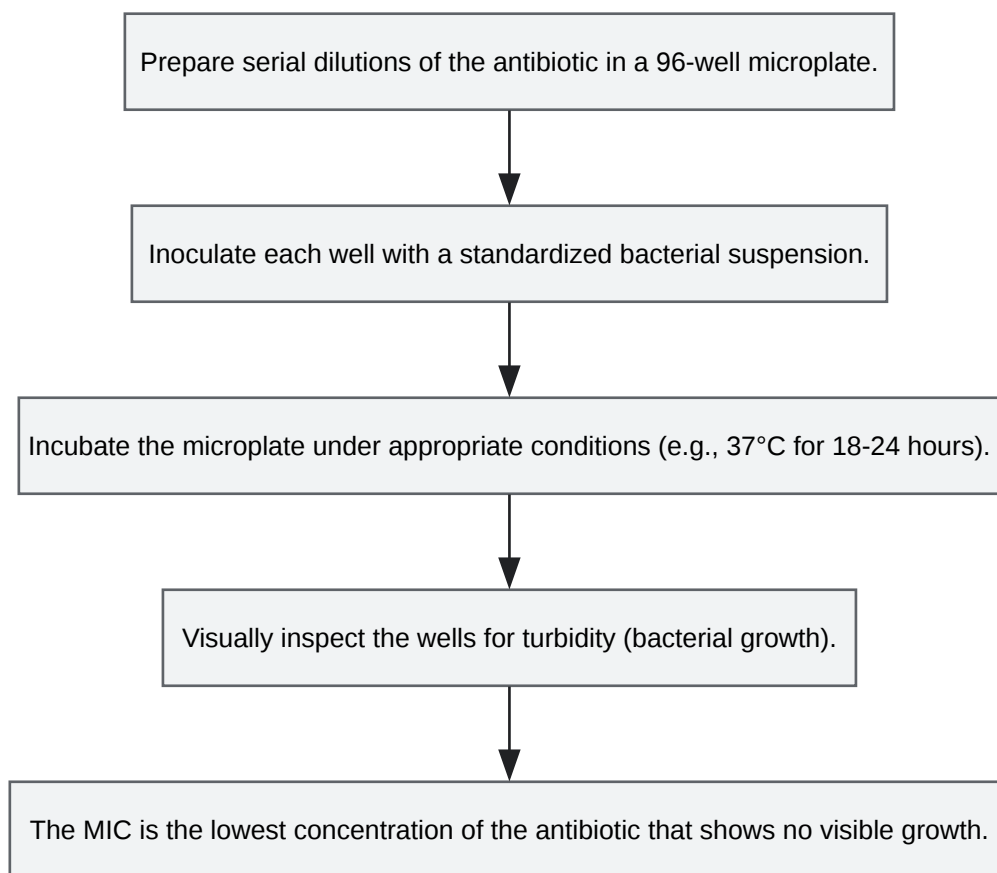 Prepare serial dilutions of the antibiotic in a 96-well microplate.
Inoculate each well with a standardized bacterial suspension.
Incubate the microplate under appropriate conditions (e.g., 37°C for 18-24 hours).
Visually inspect the wells for turbidity (bacterial growth).
The MIC is the lowest concentration of the antibiotic that shows no visible growth.